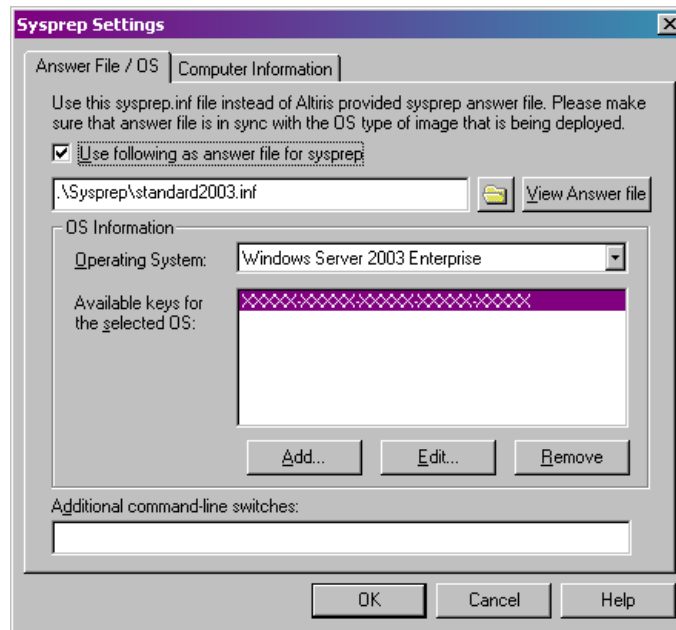 Sysprep Settings
Answer File / OS
Computer Information
Use this sysprep.inf file instead of Altiris provided sysprep answer file. Please make
sure that answer file is in sync with the OS type of image that is being deployed.
Use following as answer file for sysprep
.\Sysprep\standard2003.inf
View Answer file
OS Information
Operating System:
Windows Server 2003 Enterprise
Available keys for
the selected OS:
XXXXX-XXXXX-XXXXX-XXXXX-XXXXX
Add...
Edit...
Remove
Additional command-line switches:
OK
Cancel
Help